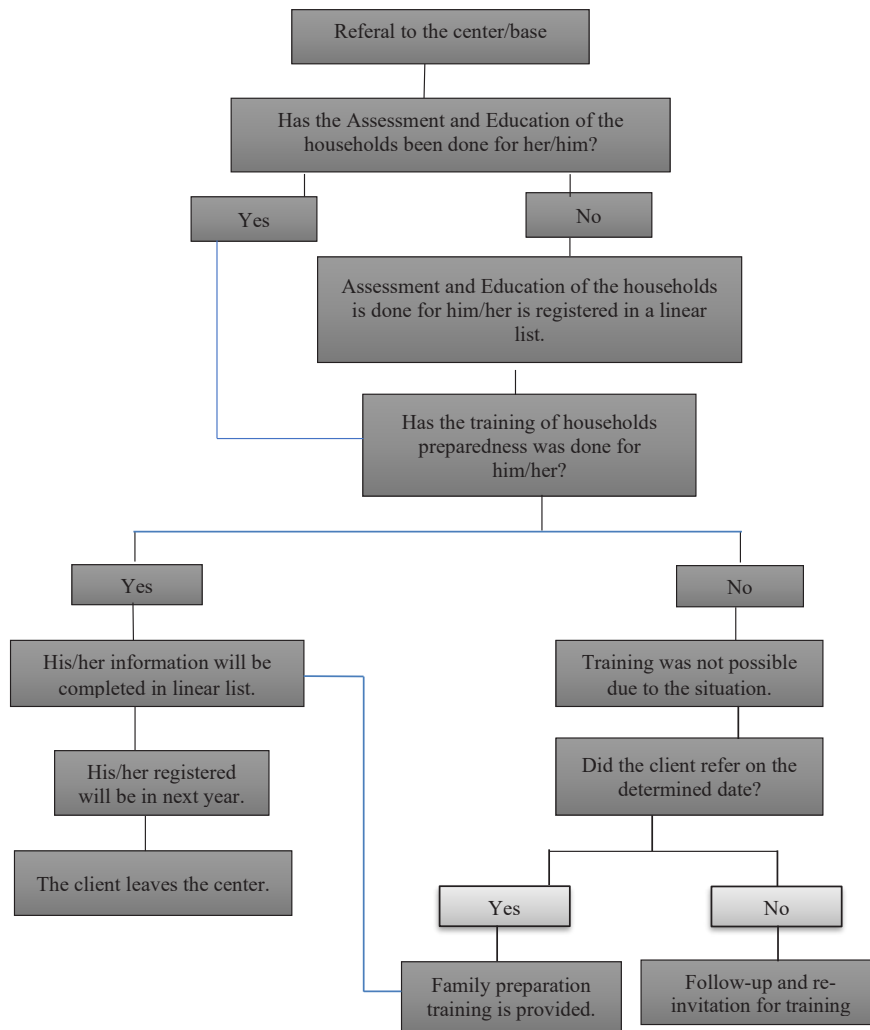 Referal to the center/base
Has the Assessment and Education of the
households been done for her/him?
Yes
No
Assessment and Education of the households
is done for him/her is registered in a linear
list.
Has the training of households
preparedness was done for
him/her?
Yes
No
His/her information will be
completed in linear list.
Training was not possible
due to the situation.
His/her registered
will be in next year.
Did the client refer on the
determined date?
The client leaves the center.
Yes
No
Family preparation
training is provided.
Follow-up and re-
invitation for training